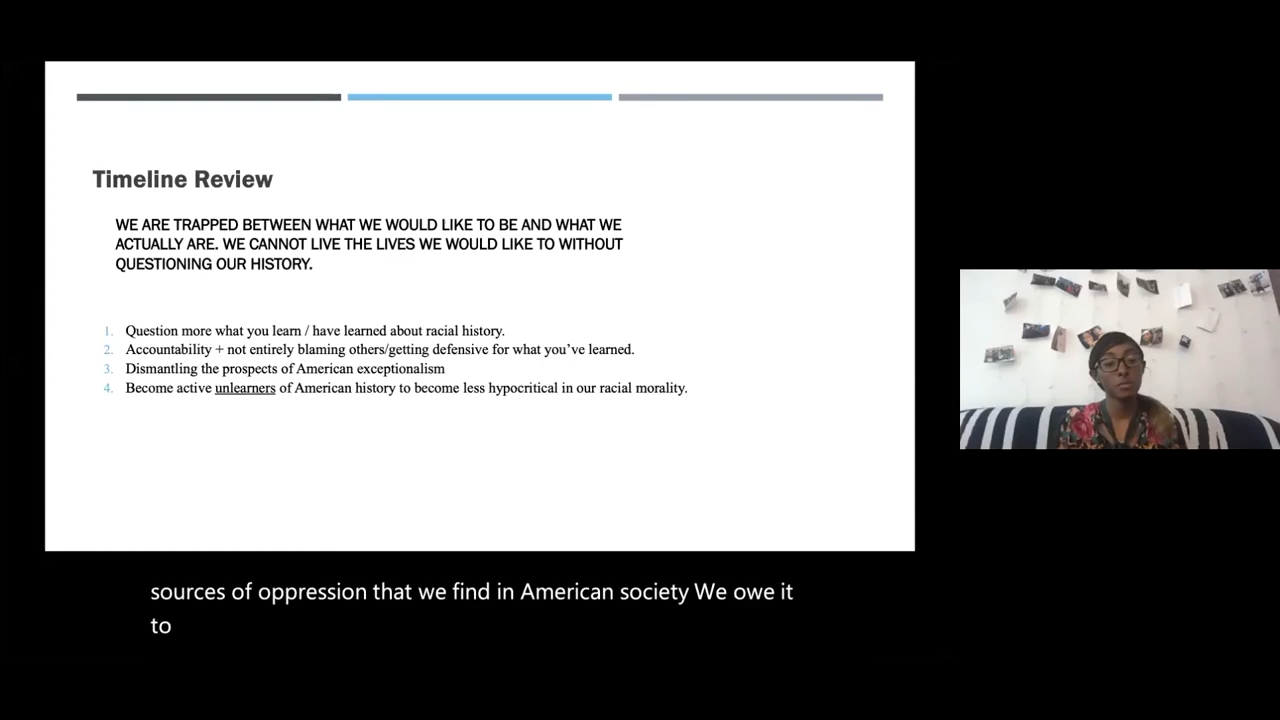 Timeline Review
WE ARE TRAPPED BETWEEN WHAT WE WOULD LIKE TO BE AND WHAT WE
ACTUALLY ARE. WE CANNOT LIVE THE LIVES WE WOULD LIKE TO WITHOUT
QUESTIONING OUR HISTORY.
1. Question more what you learn / have learned about racial history.
2. Accountability + not entirely blaming others/getting defensive for what you’ve learned.
3. Dismantling the prospects of American exceptionalism
4. Become active unlearners of American history to become less hypocritical in our racial morality.
sources of oppression that we find in American society We owe it
to